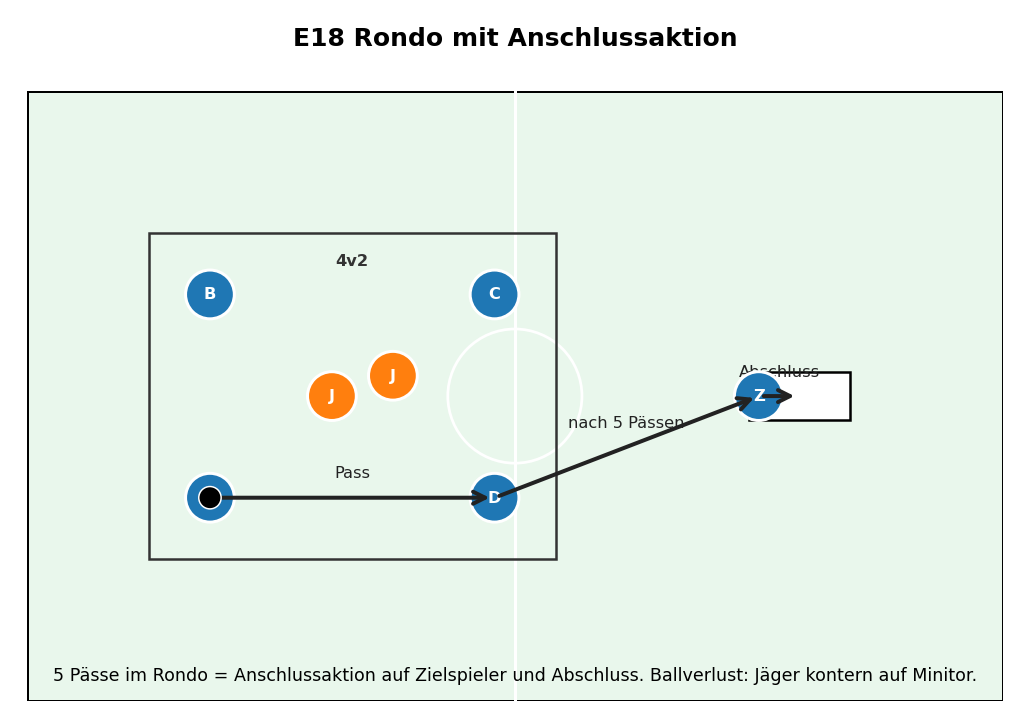 E18 Rondo mit Anschlussaktion
4v2
B
C
J
J
Abschluss
Z
nach 5 Pässen
Pass
D
5 Pässe im Rondo = Anschlussaktion auf Zielspieler und Abschluss. Ballverlust: Jäger kontern auf Minitor.